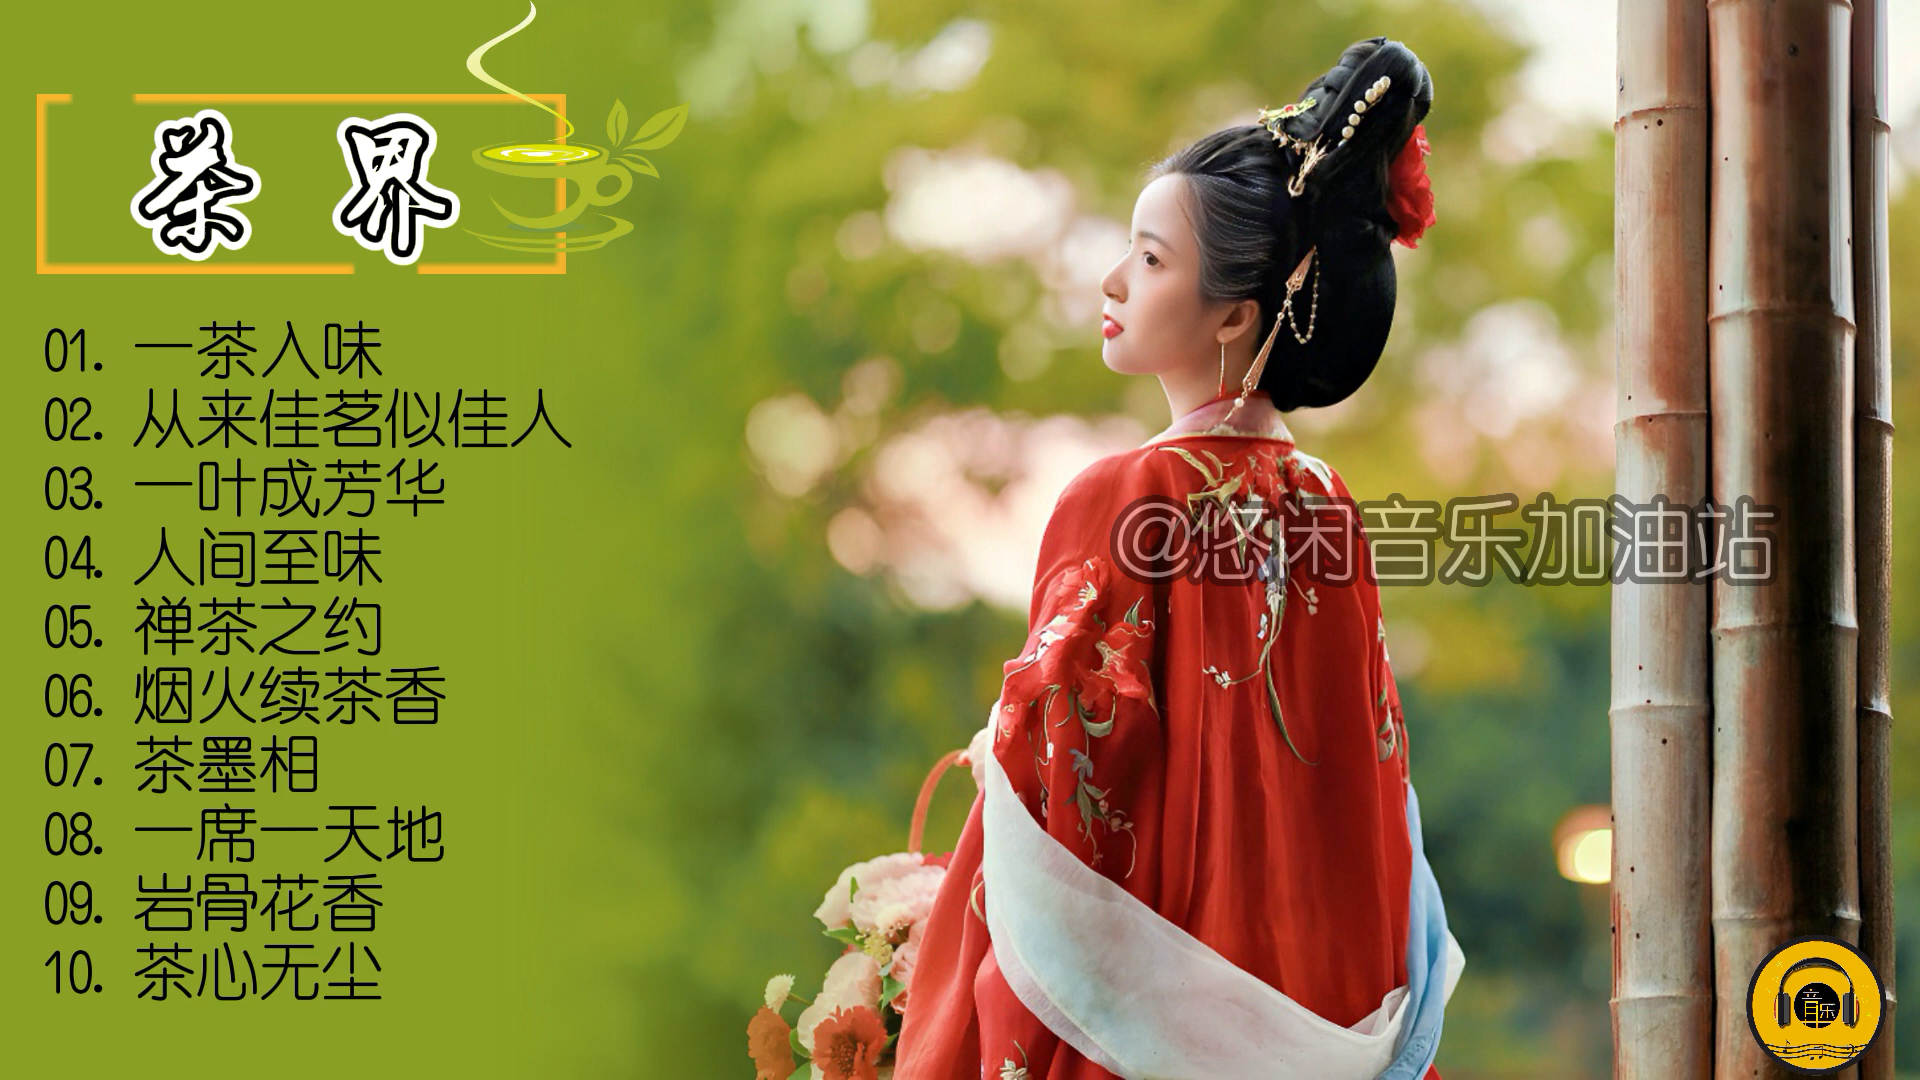 茶 界
01. 一茶入味
02. 从来佳茗似佳人
03. 一叶成芳华
04. 人间至味
05. 禅茶之约
06. 烟火续茶香
07. 茶墨相
08. 一席一天地
09. 岩骨花香
10. 茶心无尘
@悠闲音乐加油站
音乐